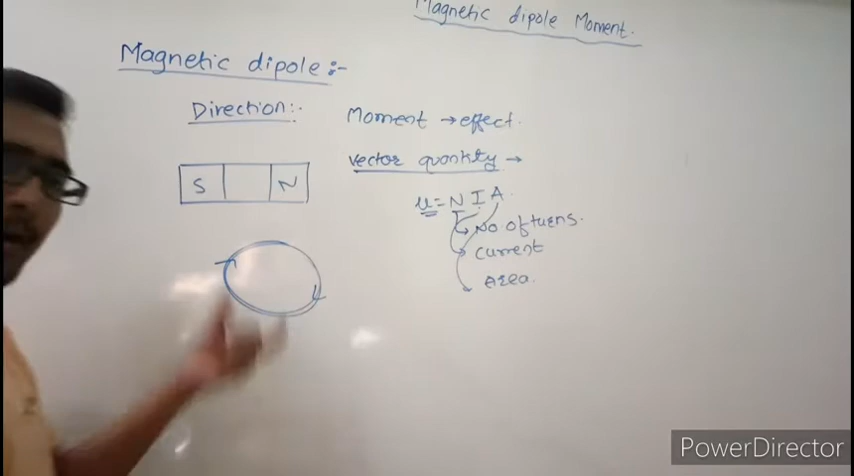 Magnetic dipole Moment.
Magnetic dipole :-
Direction:-
Moment → effect.
Vector quantity →
S N
μ = N I A
No of turns.
current
Area.
PowerDirector